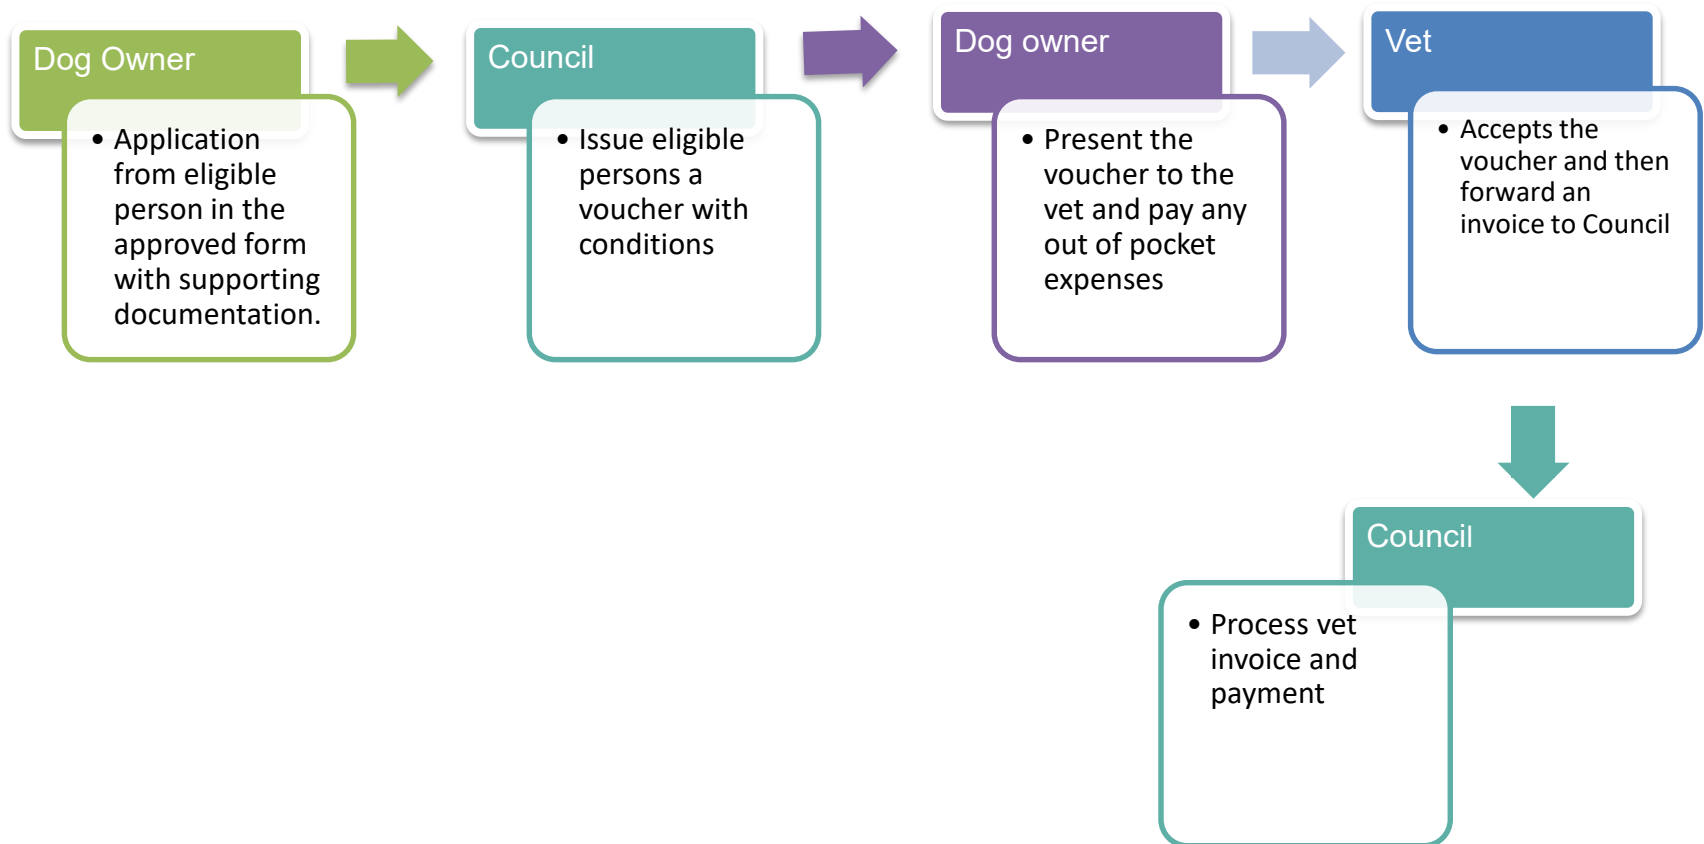 Dog Owner
• Application
from eligible
person in the
approved form
with supporting
documentation.
Council
• Issue eligible
persons a
voucher with
conditions
Dog owner
• Present the
voucher to the
vet and pay any
out of pocket
expenses
Vet
• Accepts the
voucher and then
forward an
invoice to Council
Council
• Process vet
invoice and
payment